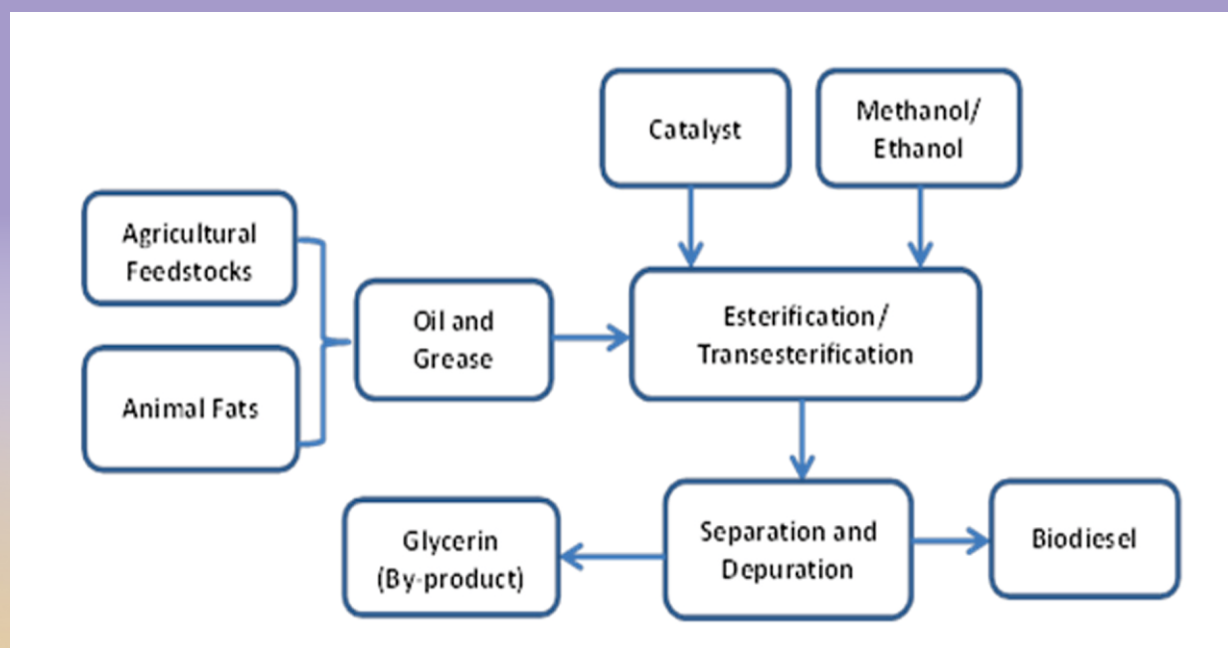 Catalyst
Methanol/
Ethanol
Agricultural
Feedstocks
Oil and
Grease
Esterification/
Transesterification
Animal Fats
Glycerin
(By-product)
Separation and
Depuration
Biodiesel